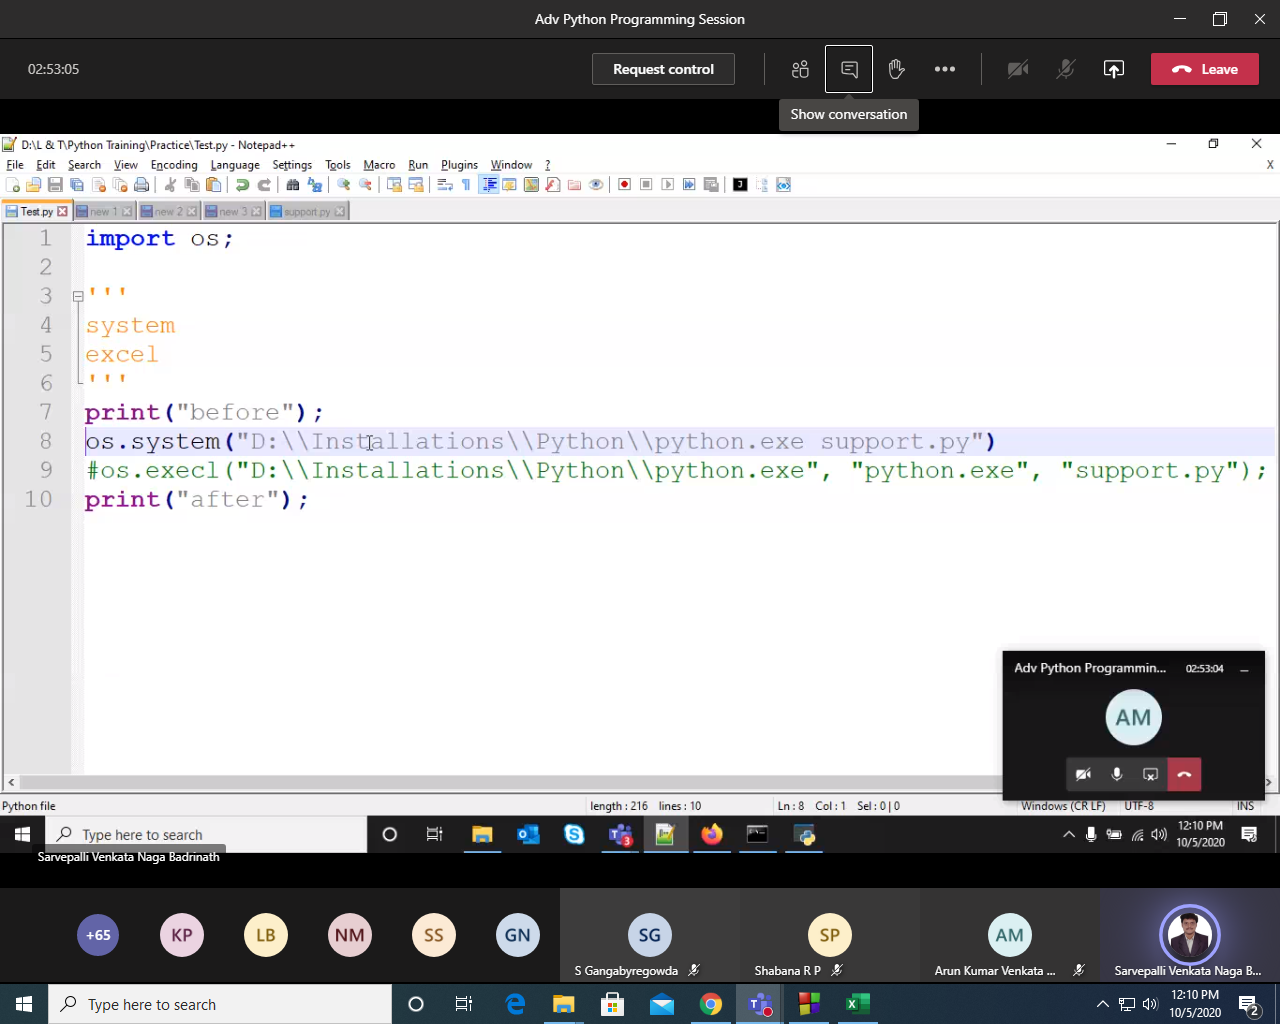 Adv Python Programming Session
02:53:05
Request control
Leave
Show conversation
D:\L & T\Python Training\Practice\Test.py - Notepad++
File Edit Search View Encoding Language Settings Tools Macro Run Plugins Window ? X
Test.py new 1 new 2 new 3 support.py
1 import os;
2
3 '''
4 system
5 excel
6 '''
7 print("before");
8 os.system("D:\\Installations\\Python\\python.exe support.py")
9 #os.execl("D:\\Installations\\Python\\python.exe", "python.exe", "support.py");
10 print("after");
Adv Python Programmin... 02:53:04
AM
Python file length : 216 lines : 10 Ln : 8 Col : 1 Sel : 0 | 0 Windows (CR LF) UTF-8 INS
Type here to search
3
12:10 PM
10/5/2020
Sarvepalli Venkata Naga Badrinath
+65 KP LB NM SS GN SG SP AM
S Gangabyregowda Shabana R P Arun Kumar Venkata ... Sarvepalli Venkata Naga B...
Type here to search
12:10 PM
10/5/2020
2